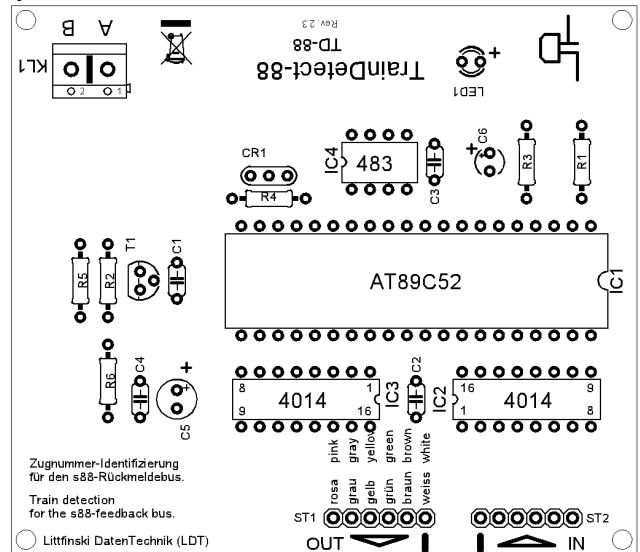 B A
KL1
2 1
Rev. 2.3
TD-88
TrainDetect-88
LED1
+
CR1
R4
IC4
483
C3
+
C6
R3
R1
R5
R2
T1
C1
AT89C52
IC1
R6
C4
+
C5
8 1
4014
9 16
IC3
C2
IC2
16 9
4014
1 8
rosa pink
grau gray
gelb yellow
grün green
braun brown
weiss white
Zugnummer-Identifizierung
für den s88-Rückmeldebus.
Train detection
for the s88-feedback bus.
Littfinski DatenTechnik (LDT)
ST1
OUT
ST2
IN